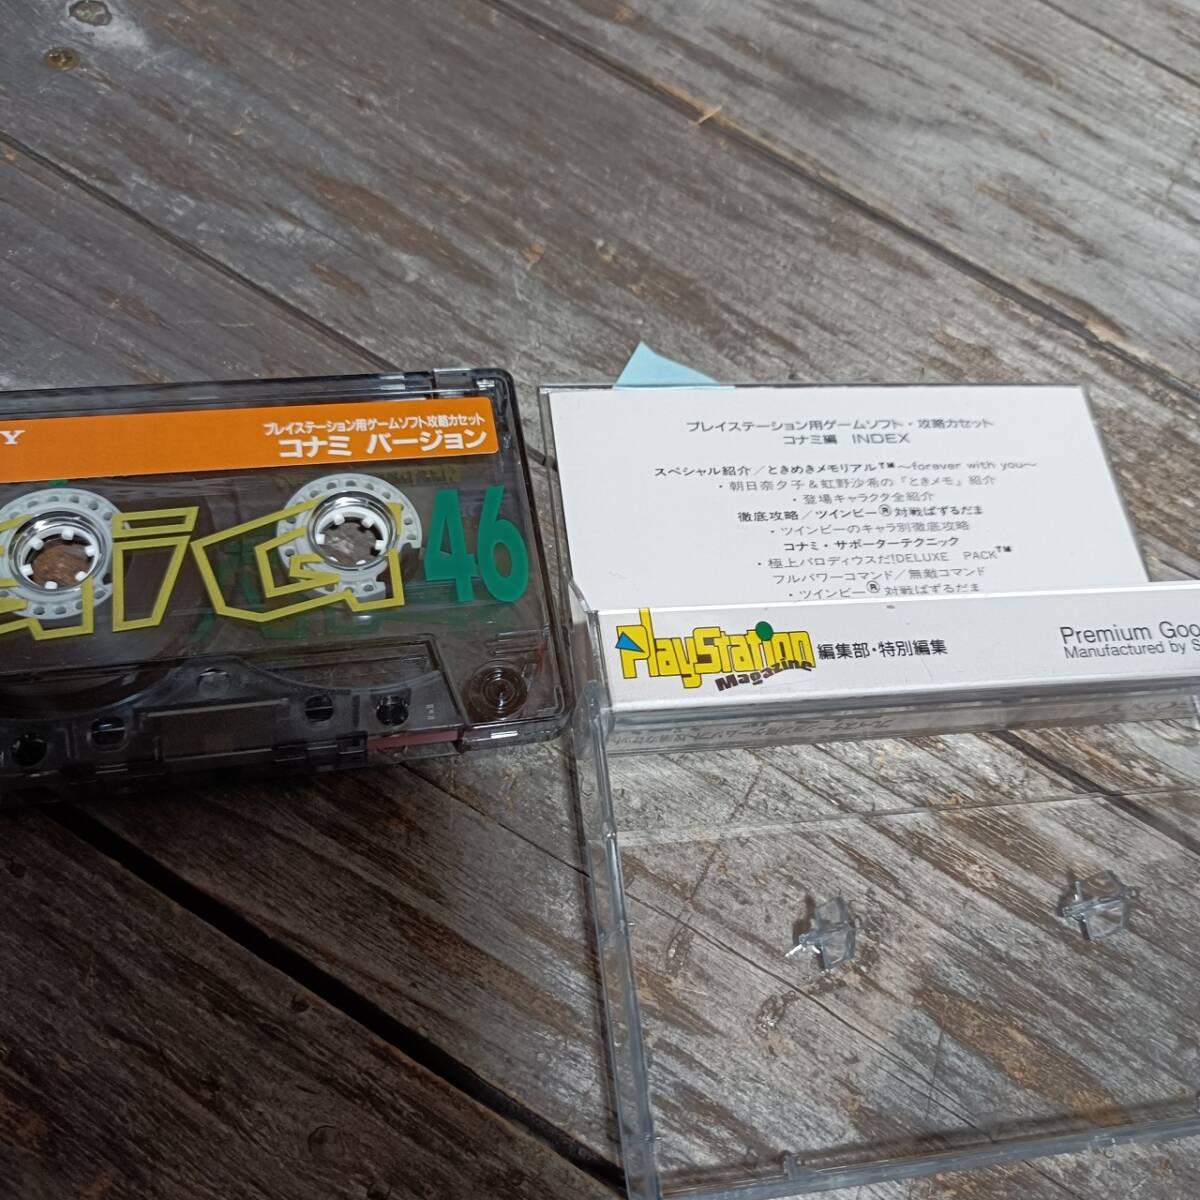 Y
プレイステーション用ゲームソフト攻略カセット
コナミ バージョン
46
プレイステーション用ゲームソフト・攻略カセット
コナミ編 INDEX
スペシャル紹介/ときめきメモリアル™~forever with you~
・朝日奈夕子&虹野沙希の『ときメモ』紹介
・登場キャラクタ全紹介
徹底攻略/ツインビー®対戦ぱずるだま
・ツインビーのキャラ別徹底攻略
コナミ・サポーターテクニック
・極上パロディウスだ!DELUXE PACK™
フルパワーコマンド/無敵コマンド
・ツインビー®対戦ぱずるだま
PlayStation Magazine 編集部・特別編集
Premium Goo
Manufactured by S